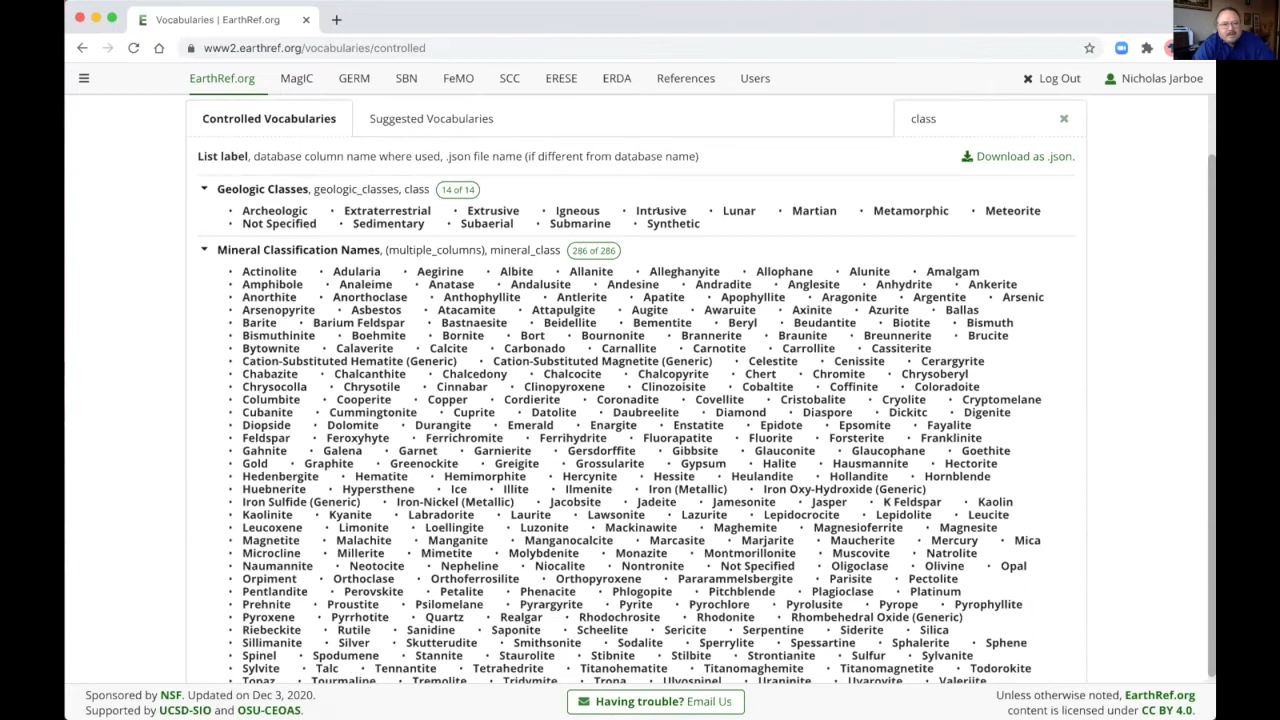 Vocabularies | EarthRef.org
www2.earthref.org/vocabularies/controlled
EarthRef.org MagIC GERM SBN FeMO SCC ERESE ERDA References Users Log Out Nicholas Jarboe
Controlled Vocabularies Suggested Vocabularies class
List label, database column name where used, .json file name (if different from database name) Download as .json.
Geologic Classes, geologic_classes, class 14 of 14
· Archeologic · Extraterrestrial · Extrusive · Igneous · Intrusive · Lunar · Martian · Metamorphic · Meteorite
· Not Specified · Sedimentary · Subaerial · Submarine · Synthetic
Mineral Classification Names, (multiple_columns), mineral_class 286 of 286
· Actinolite · Adularia · Aegirine · Albite · Allanite · Alleghanyite · Allophane · Alunite · Amalgam
· Amphibole · Analeime · Anatase · Andalusite · Andesine · Andradite · Anglesite · Anhydrite · Ankerite
· Anorthite · Anorthoclase · Anthophyllite · Antlerite · Apatite · Apophyllite · Aragonite · Argentite · Arsenic
· Arsenopyrite · Asbestos · Atacamite · Attapulgite · Augite · Awaruite · Axinite · Azurite · Ballas
· Barite · Barium Feldspar · Bastnaesite · Beidellite · Bementite · Beryl · Beudantite · Biotite · Bismuth
· Bismuthinite · Boehmite · Bornite · Bort · Bournonite · Brannerite · Braunite · Breunnerite · Brucite
· Bytownite · Calaverite · Calcite · Carbonado · Carnallite · Carnotite · Carrollite · Cassiterite
· Cation-Substituted Hematite (Generic) · Cation-Substituted Magnetite (Generic) · Celestite · Cenissite · Cerargyrite
· Chabazite · Chalcanthite · Chalcedony · Chalcocite · Chalcopyrite · Chert · Chromite · Chrysoberyl
· Chrysocolla · Chrysotile · Cinnabar · Clinopyroxene · Clinozoisite · Cobaltite · Coffinite · Coloradoite
· Columbite · Cooperite · Copper · Cordierite · Coronadite · Covellite · Cristobalite · Cryolite · Cryptomelane
· Cubanite · Cummingtonite · Cuprite · Datolite · Daubreelite · Diamond · Diaspore · Dickitc · Digenite
· Diopside · Dolomite · Durangite · Emerald · Enargite · Enstatite · Epidote · Epsomite · Fayalite
· Feldspar · Feroxyhyte · Ferrichromite · Ferrihydrite · Fluorapatite · Fluorite · Forsterite · Franklinite
· Gahnite · Galena · Garnet · Garnierite · Gersdorffite · Gibbsite · Glauconite · Glaucophane · Goethite
· Gold · Graphite · Greenockite · Greigite · Grossularite · Gypsum · Halite · Hausmannite · Hectorite
· Hedenbergite · Hematite · Hemimorphite · Hercynite · Hessite · Heulandite · Hollandite · Hornblende
· Huebnerite · Hypersthene · Ice · Illite · Ilmenite · Iron (Metallic) · Iron Oxy-Hydroxide (Generic)
· Iron Sulfide (Generic) · Iron-Nickel (Metallic) · Jacobsite · Jadeite · Jamesonite · Jasper · K Feldspar · Kaolin
· Kaolinite · Kyanite · Labradorite · Laurite · Lawsonite · Lazurite · Lepidocrocite · Lepidolite · Leucite
· Leucoxene · Limonite · Loellingite · Luzonite · Mackinawite · Maghemite · Magnesioferrite · Magnesite
· Magnetite · Malachite · Manganite · Manganocalcite · Marcasite · Marjarite · Maucherite · Mercury · Mica
· Microcline · Millerite · Mimetite · Molybdenite · Monazite · Montmorillonite · Muscovite · Natrolite
· Naumannite · Neotocite · Nepheline · Niocalite · Nontronite · Not Specified · Oligoclase · Olivine · Opal
· Orpiment · Orthoclase · Orthoferrosilite · Orthopyroxene · Pararammelsbergite · Parisite · Pectolite
· Pentlandite · Perovskite · Petalite · Phenacite · Phlogopite · Pitchblende · Plagioclase · Platinum
· Prehnite · Proustite · Psilomelane · Pyrargyrite · Pyrite · Pyrochlore · Pyrolusite · Pyrope · Pyrophyllite
· Pyroxene · Pyrrhotite · Quartz · Realgar · Rhodochrosite · Rhodonite · Rhombehedral Oxide (Generic)
· Riebeckite · Rutile · Sanidine · Saponite · Scheelite · Sericite · Serpentine · Siderite · Silica
· Sillimanite · Silver · Skutterudite · Smithsonite · Sodalite · Sperrylite · Spessartine · Sphalerite · Sphene
· Spinel · Spodumene · Stannite · Staurolite · Stibnite · Stilbite · Strontianite · Sulfur · Sylvanite
· Sylvite · Talc · Tennantite · Tetrahedrite · Titanohematite · Titanomaghemite · Titanomagnetite · Todorokite
· Topaz · Tourmaline · Tremolite · Tridymite · Trona · Ulvospinel · Uraninite · Uvarovite · Valeriite
Sponsored by NSF. Updated on Dec 3, 2020. Having trouble? Email Us Unless otherwise noted, EarthRef.org
Supported by UCSD-SIO and OSU-CEOAS. content is licensed under CC BY 4.0.